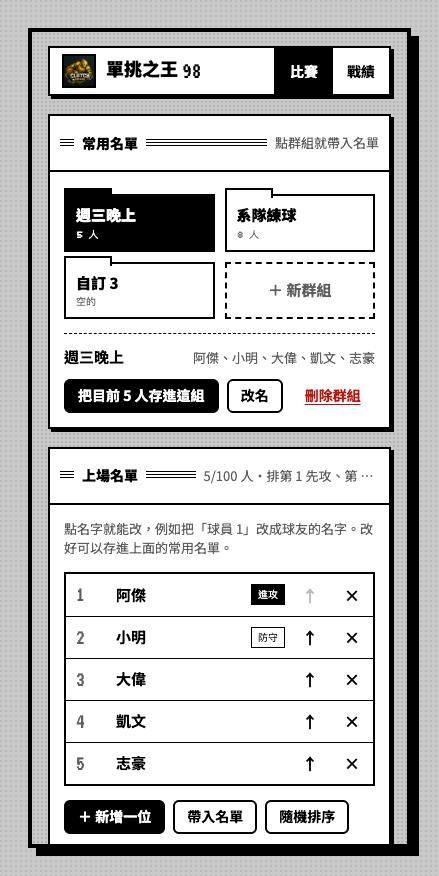 單挑之王 98
比賽
戰績
常用名單
點群組就帶入名單
週三晚上
5 人
系隊練球
8 人
自訂 3
空的
＋ 新群組
週三晚上
阿傑、小明、大偉、凱文、志豪
把目前 5 人存進這組
改名
刪除群組
上場名單
5/100 人・排第 1 先攻、第 …
點名字就能改，例如把「球員 1」改成球友的名字。改
好可以存進上面的常用名單。
1 阿傑 進攻 ↑ ✕
2 小明 防守 ↑ ✕
3 大偉 ↑ ✕
4 凱文 ↑ ✕
5 志豪 ↑ ✕
＋ 新增一位
帶入名單
隨機排序